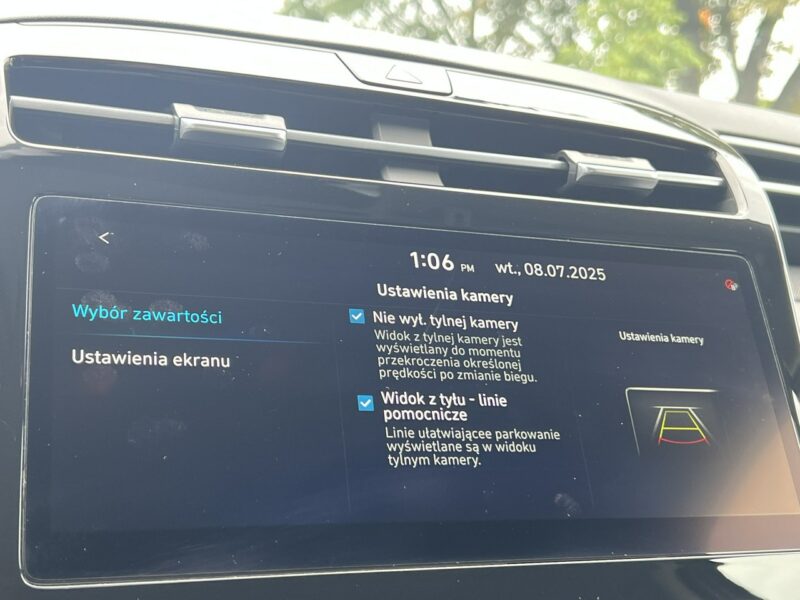 <
1:06 PM wt., 08.07.2025
Ustawienia kamery
Wybór zawartości
Ustawienia ekranu
Nie wył. tylnej kamery
Widok z tylnej kamery jest
wyświetlany do momentu
przekroczenia określonej
prędkości po zmianie biegu.
Widok z tyłu - linie
pomocnicze
Linie ułatwiającee parkowanie
wyświetlane są w widoku
tylnym kamery.
Ustawienia kamery